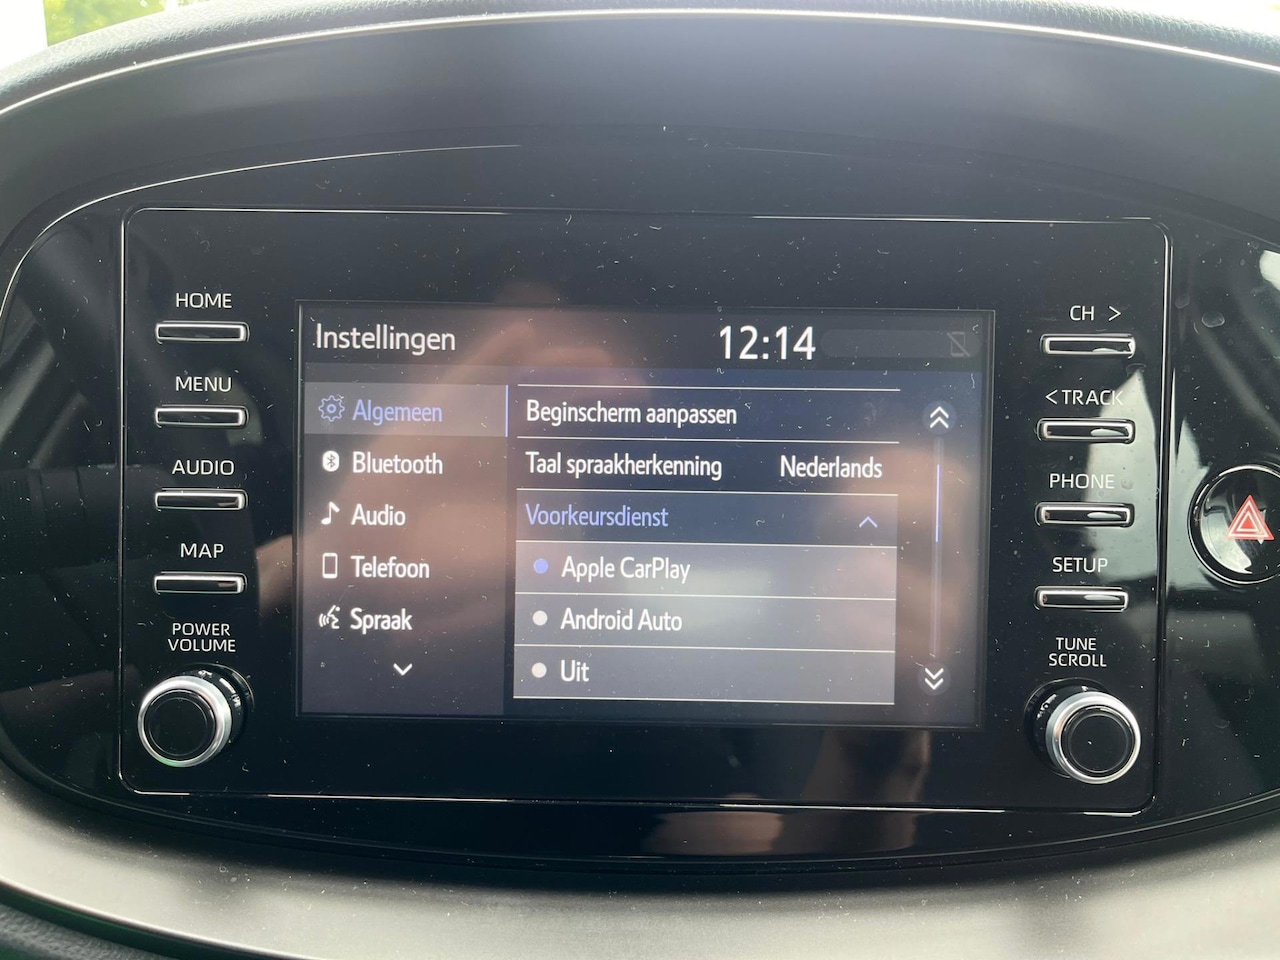 HOME
MENU
AUDIO
MAP
POWER
VOLUME
Instellingen
12:14
Algemeen
Bluetooth
Audio
Telefoon
Spraak
Beginscherm aanpassen
Taal spraakherkenning Nederlands
Voorkeursdienst
Apple CarPlay
Android Auto
Uit
CH >
< TRACK
PHONE
SETUP
TUNE
SCROLL